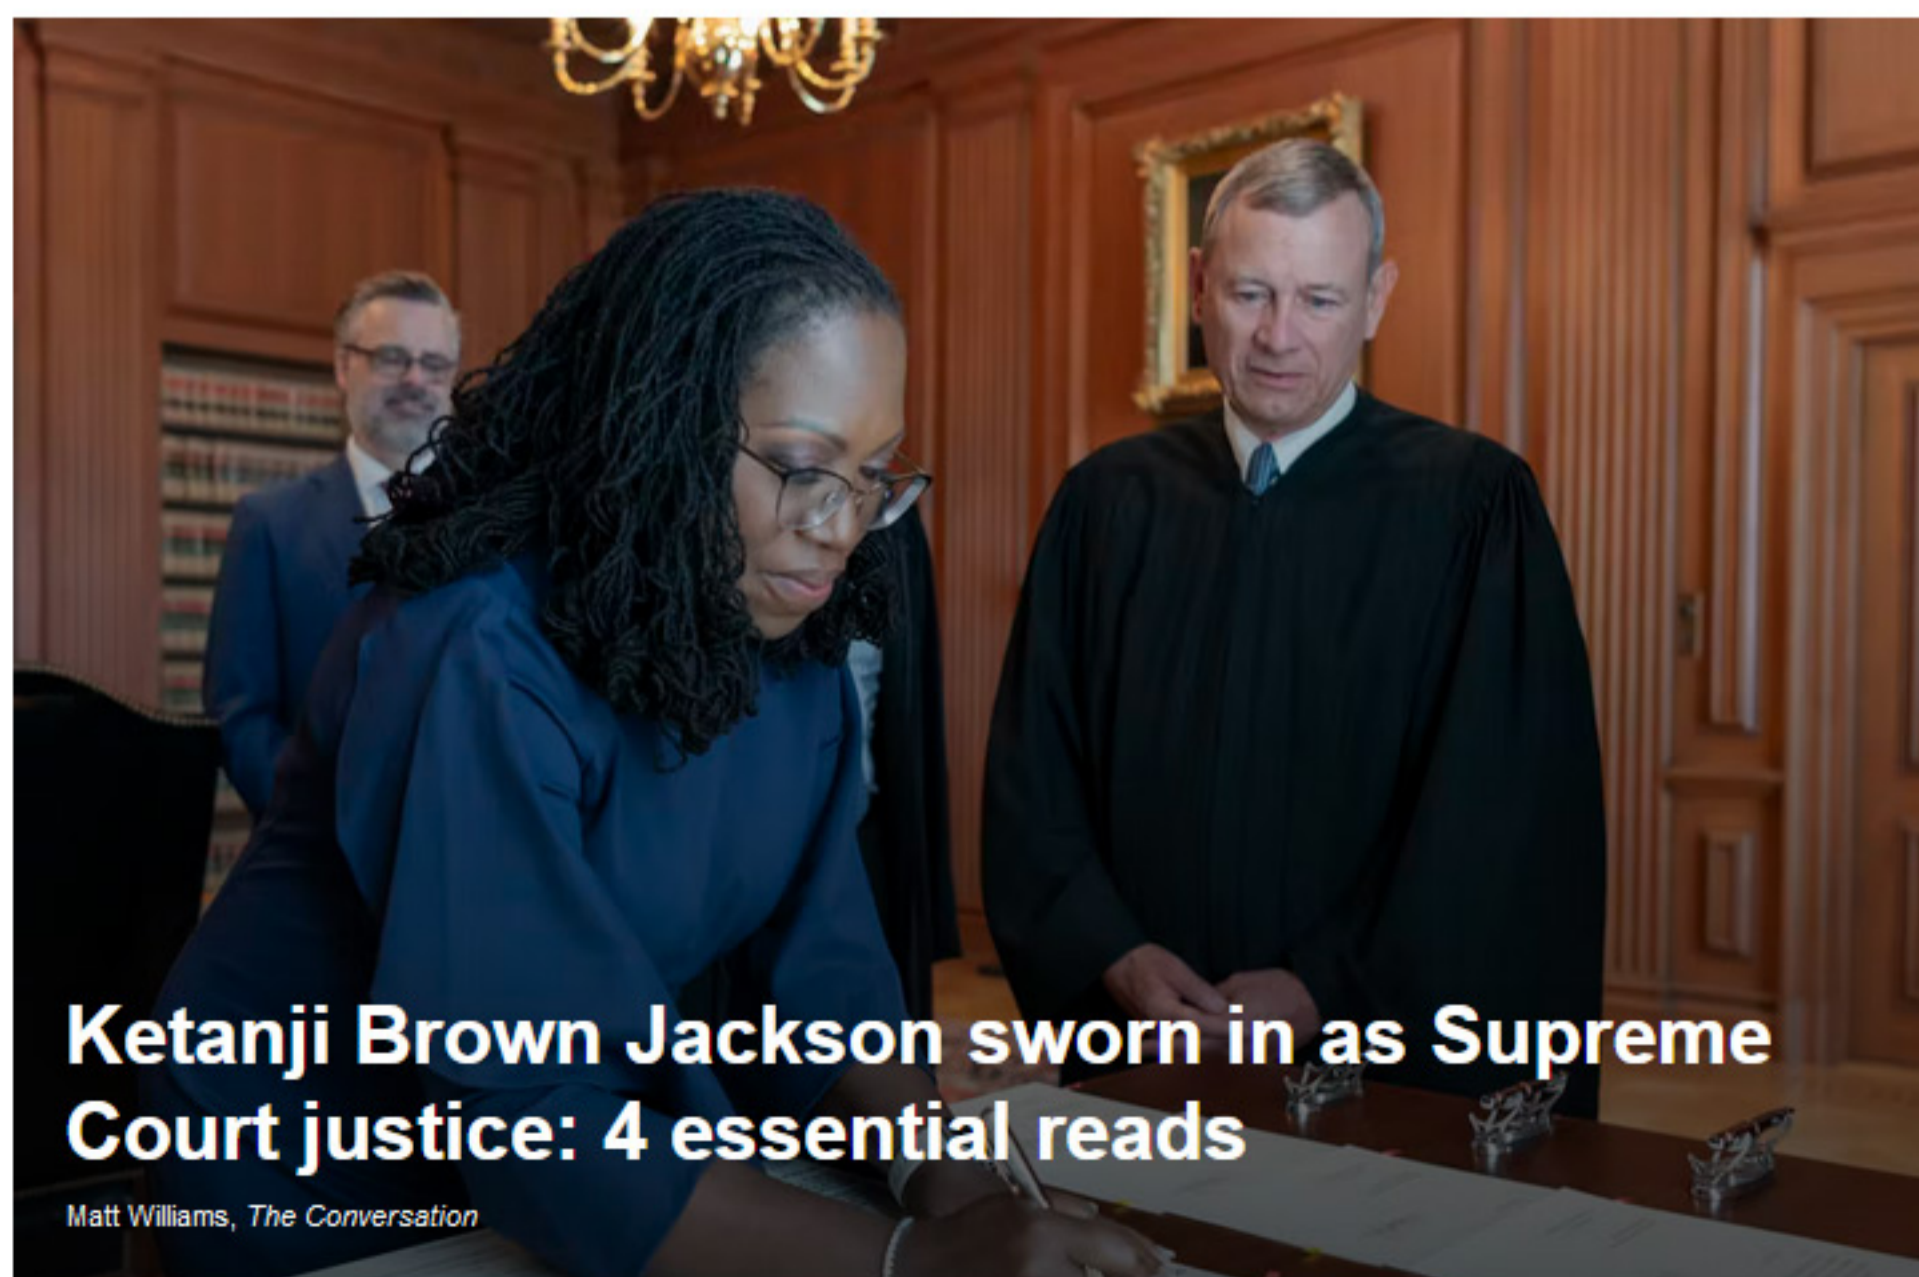 Ketanji Brown Jackson sworn in as Supreme
Court justice: 4 essential reads
Matt Williams, The Conversation